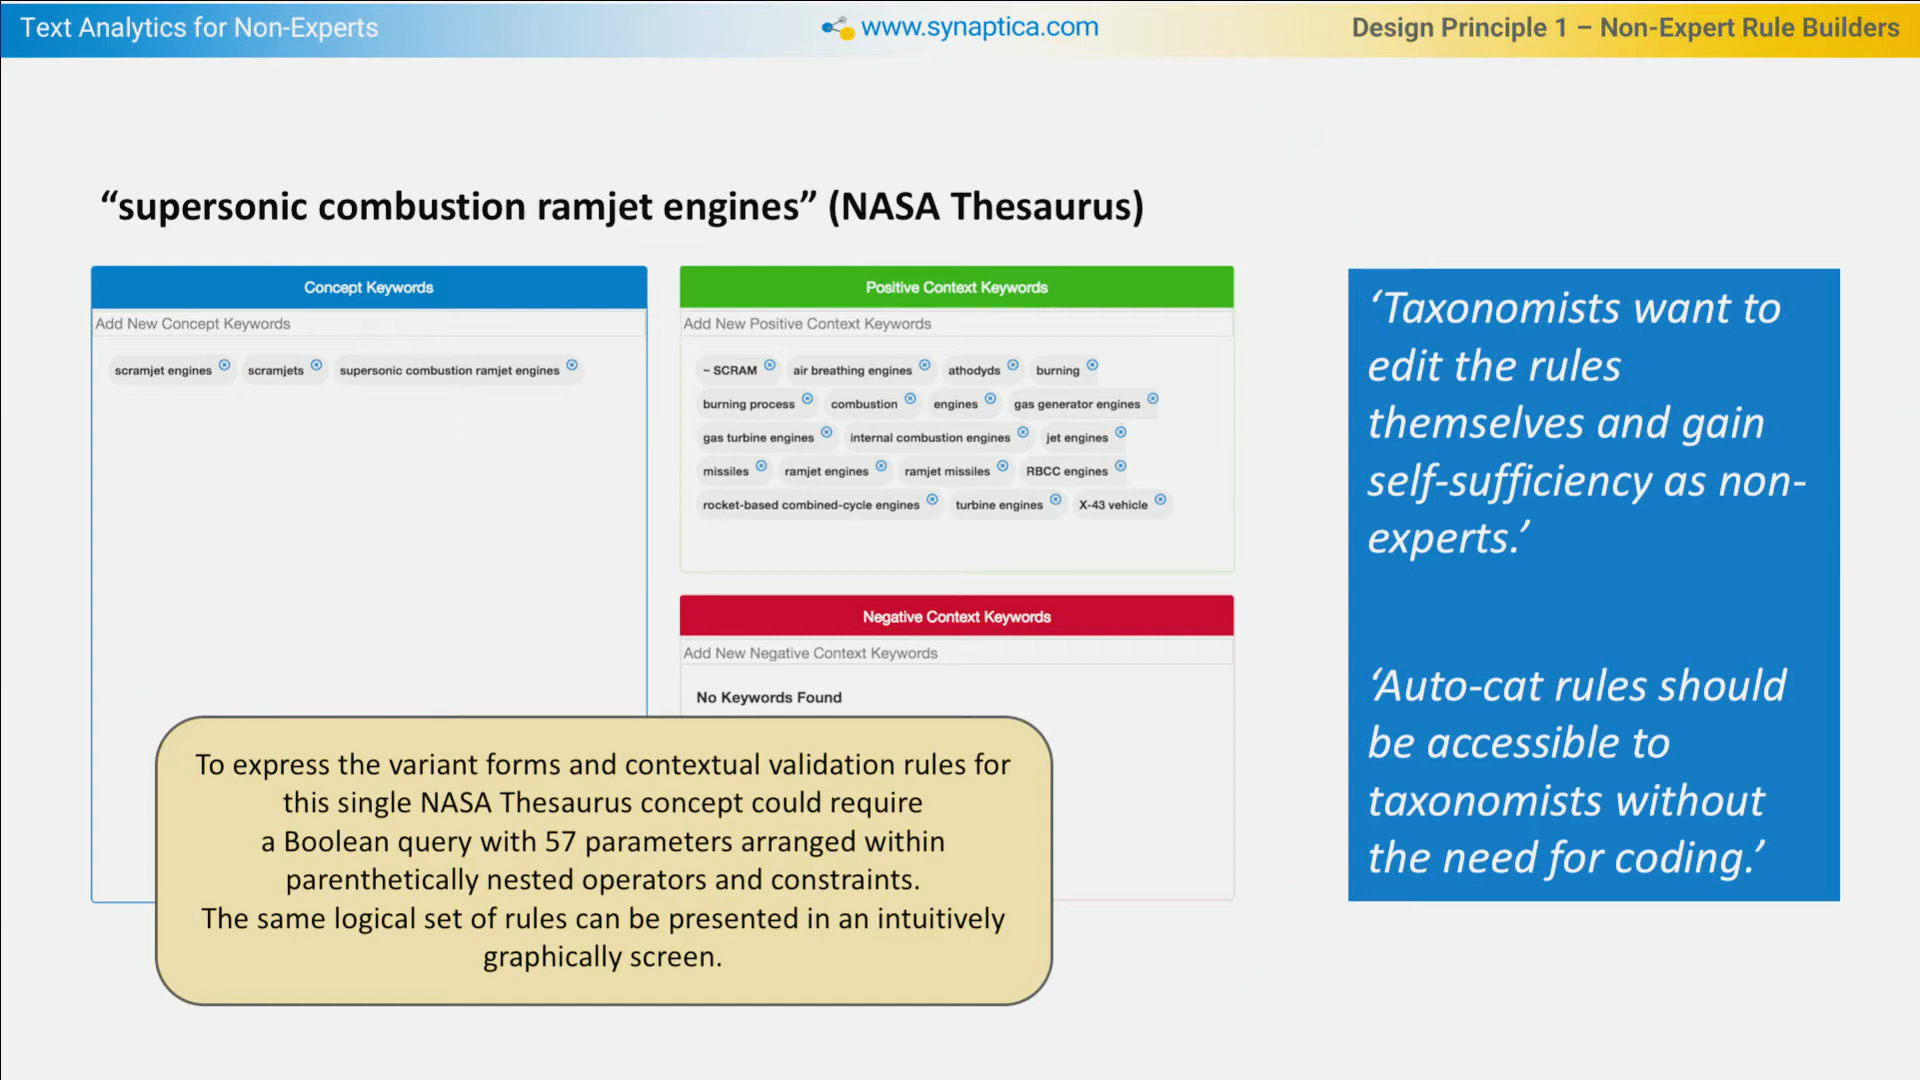 Text Analytics for Non-Experts
www.synaptica.com
Design Principle 1 – Non-Expert Rule Builders
“supersonic combustion ramjet engines” (NASA Thesaurus)
Concept Keywords
Add New Concept Keywords
scramjet engines scramjets supersonic combustion ramjet engines
Positive Context Keywords
Add New Positive Context Keywords
~ SCRAM air breathing engines athodyds burning
burning process combustion engines gas generator engines
gas turbine engines internal combustion engines jet engines
missiles ramjet engines ramjet missiles RBCC engines
rocket-based combined-cycle engines turbine engines X-43 vehicle
Negative Context Keywords
Add New Negative Context Keywords
No Keywords Found
To express the variant forms and contextual validation rules for
this single NASA Thesaurus concept could require
a Boolean query with 57 parameters arranged within
parenthetically nested operators and constraints.
The same logical set of rules can be presented in an intuitively
graphically screen.
‘Taxonomists want to
edit the rules
themselves and gain
self-sufficiency as non-
experts.’
‘Auto-cat rules should
be accessible to
taxonomists without
the need for coding.’